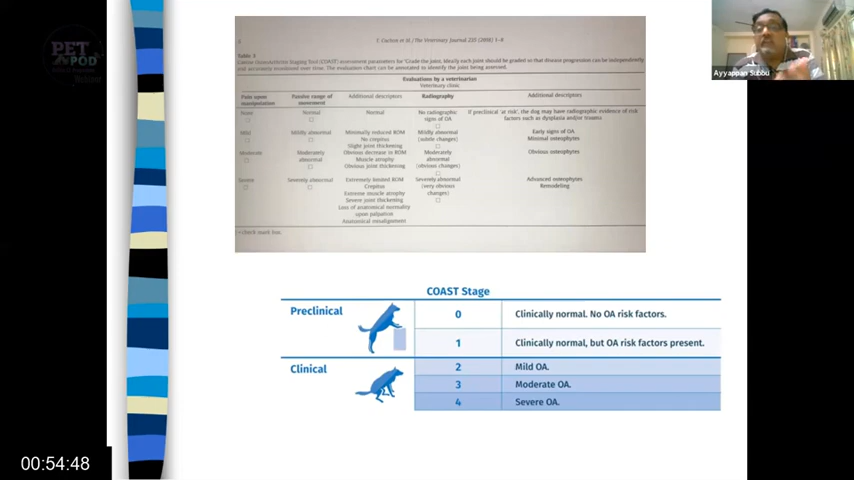 PET
POD
T. Cachon et al. / The Veterinary Journal 235 (2018) 1–8
Table 3
Canine OsteoArthritis Staging Tool (COAST) assessment parameters for 'Grade the joint'. Ideally each joint should be graded so that disease progression can be independently
and accurately monitored over time. The evaluation chart can be annotated to identify the joint being assessed.
Evaluations by a veterinarian
Veterinary clinic
Pain upon manipulation Passive range of movement Additional descriptors Radiography Additional descriptors
None Normal Normal No radiographic signs of OA If preclinical 'at risk', the dog may have radiographic evidence of risk factors such as dysplasia and/or trauma
Mild Mildly abnormal Minimally reduced ROM Mildly abnormal (subtle changes) Early signs of OA
No crepitus Minimal osteophytes
Slight joint thickening
Moderate Moderately abnormal Obvious decrease in ROM Moderately abnormal (obvious changes) Obvious osteophytes
Muscle atrophy
Obvious joint thickening
Severe Severely abnormal Extremely limited ROM Severely abnormal (very obvious changes) Advanced osteophytes
Crepitus Remodeling
Extreme muscle atrophy
Severe joint thickening
Loss of anatomical normality
upon palpation
Anatomical misalignment
= check mark box.
Ayyappan Subbu
COAST Stage
Preclinical
0 Clinically normal. No OA risk factors.
1 Clinically normal, but OA risk factors present.
Clinical
2 Mild OA.
3 Moderate OA.
4 Severe OA.
00:54:48